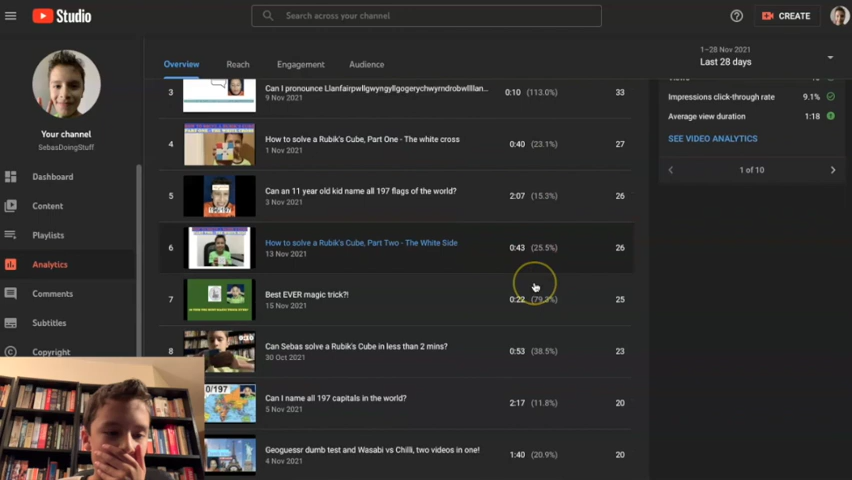 Studio
Search across your channel
CREATE
Your channel
SebasDoingStuff
Dashboard
Content
Playlists
Analytics
Comments
Subtitles
Copyright
Overview
Reach
Engagement
Audience
1–28 Nov 2021
Last 28 days
3
Can I pronounce
9 Nov 2021
0:10 (113.0%)
33
4
How to solve a Rubik's Cube, Part One - The white cross
1 Nov 2021
0:40 (23.1%)
27
5
Can an 11 year old kid name all 197 flags of the world?
3 Nov 2021
2:07 (15.3%)
26
6
How to solve a Rubik's Cube, Part Two - The White Side
13 Nov 2021
0:43 (25.5%)
26
7
Best EVER magic trick?!
15 Nov 2021
0:22
25
8
Can Sebas solve a Rubik's Cube in less than 2 mins?
30 Oct 2021
0:53 (38.5%)
23
0/197
Can I name all 197 capitals in the world?
5 Nov 2021
2:17 (11.8%)
20
Geoguessr dumb test and Wasabi vs Chilli, two videos in one!
4 Nov 2021
1:40 (20.9%)
20
Impressions click-through rate
9.1%
Average view duration
1:18
SEE VIDEO ANALYTICS
1 of 10